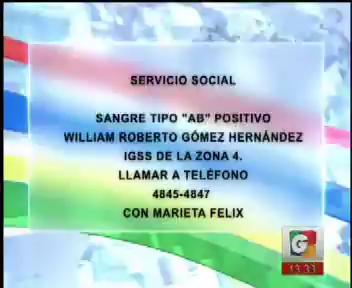 SERVICIO SOCIAL
SANGRE TIPO "AB" POSITIVO
WILLIAM ROBERTO GÓMEZ HERNÁNDEZ
IGSS DE LA ZONA 4.
LLAMAR A TELÉFONO
4845-4847
CON MARIETA FELIX
G
13:31